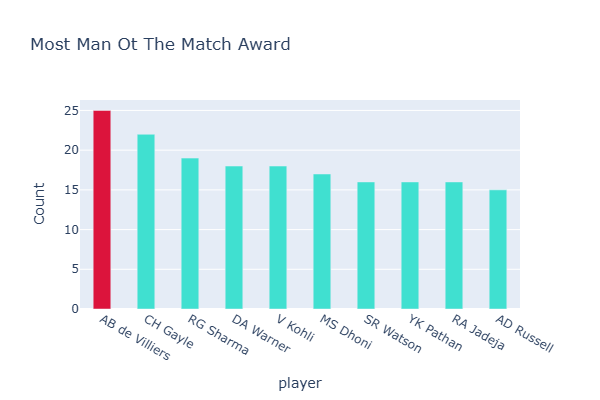 Most Man Ot The Match Award
Count
25
20
15
10
5
0
AB de Villiers
CH Gayle
RG Sharma
DA Warner
V Kohli
MS Dhoni
SR Watson
YK Pathan
RA Jadeja
AD Russell
player